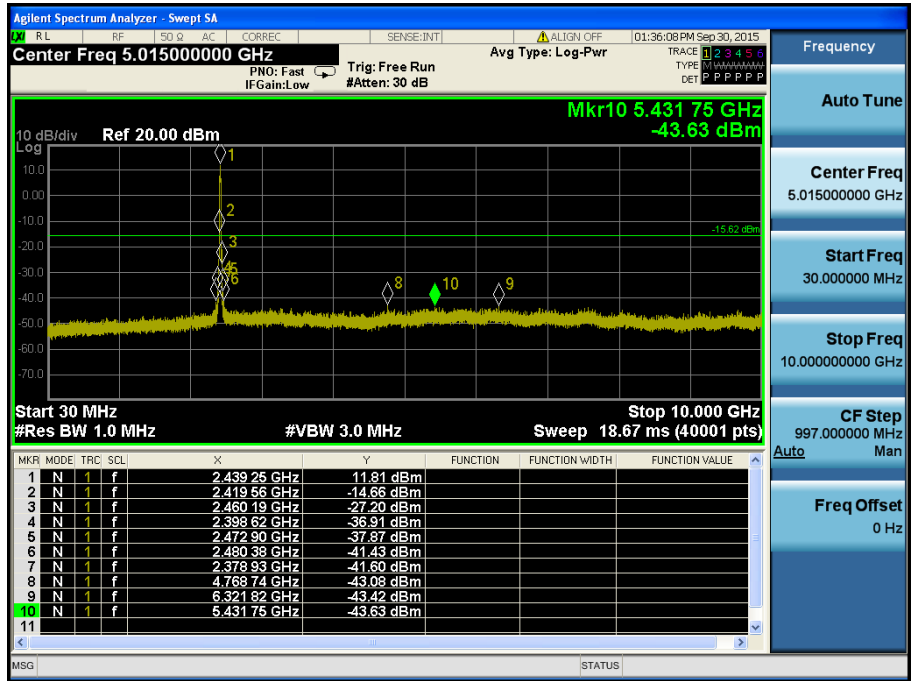 Agilent Spectrum Analyzer - Swept SA
LXI RL RF 50 Ω AC CORREC SENSE:INT ALIGN OFF 01:36:08 PM Sep 30, 2015
Center Freq 5.015000000 GHz
PNO: Fast
IFGain:Low
Trig: Free Run
#Atten: 30 dB
Avg Type: Log-Pwr
TRACE 1 2 3 4 5 6
TYPE M WWWWW
DET P P P P P P
Mkr10 5.431 75 GHz
-43.63 dBm
10 dB/div Ref 20.00 dBm
Log
10.0
0.00
-10.0
-20.0
-30.0
-40.0
-50.0
-60.0
-70.0
1
2
3
4
5
6
8
10
9
-15.62 dBm
Start 30 MHz
Stop 10.000 GHz
#Res BW 1.0 MHz #VBW 3.0 MHz Sweep 18.67 ms (40001 pts)
MKR MODE TRC SCL X Y FUNCTION FUNCTION WIDTH FUNCTION VALUE
1 N 1 f 2.439 25 GHz 11.81 dBm
2 N 1 f 2.419 56 GHz -14.66 dBm
3 N 1 f 2.460 19 GHz -27.20 dBm
4 N 1 f 2.398 62 GHz -36.91 dBm
5 N 1 f 2.472 90 GHz -37.87 dBm
6 N 1 f 2.480 38 GHz -41.43 dBm
7 N 1 f 2.378 93 GHz -41.60 dBm
8 N 1 f 4.768 74 GHz -43.08 dBm
9 N 1 f 6.321 82 GHz -43.42 dBm
10 N 1 f 5.431 75 GHz -43.63 dBm
11
MSG STATUS
Frequency
Auto Tune
Center Freq
5.015000000 GHz
Start Freq
30.000000 MHz
Stop Freq
10.000000000 GHz
CF Step
997.000000 MHz
Auto Man
Freq Offset
0 Hz